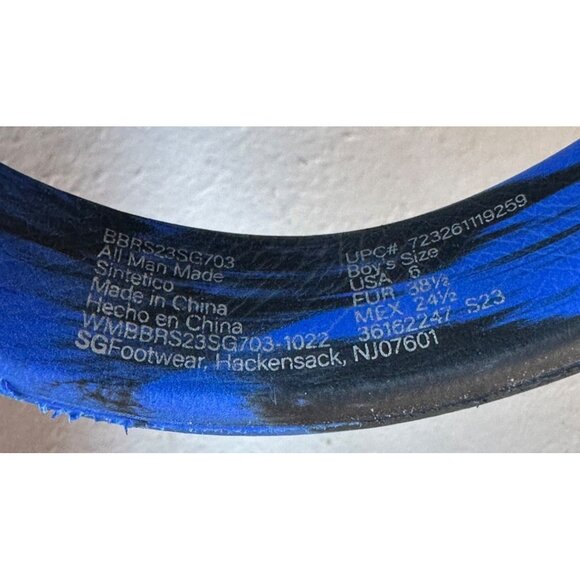 BBRS23SG703
All Man Made
Sintetico
Made in China
Hecho en China
WMBBRS23SG703-1022
SGFootwear, Hackensack, NJ07601
UPC# 723261119259
Boy,s Size
USA 6
EUR 38½
MEX 24½
36162247 S23